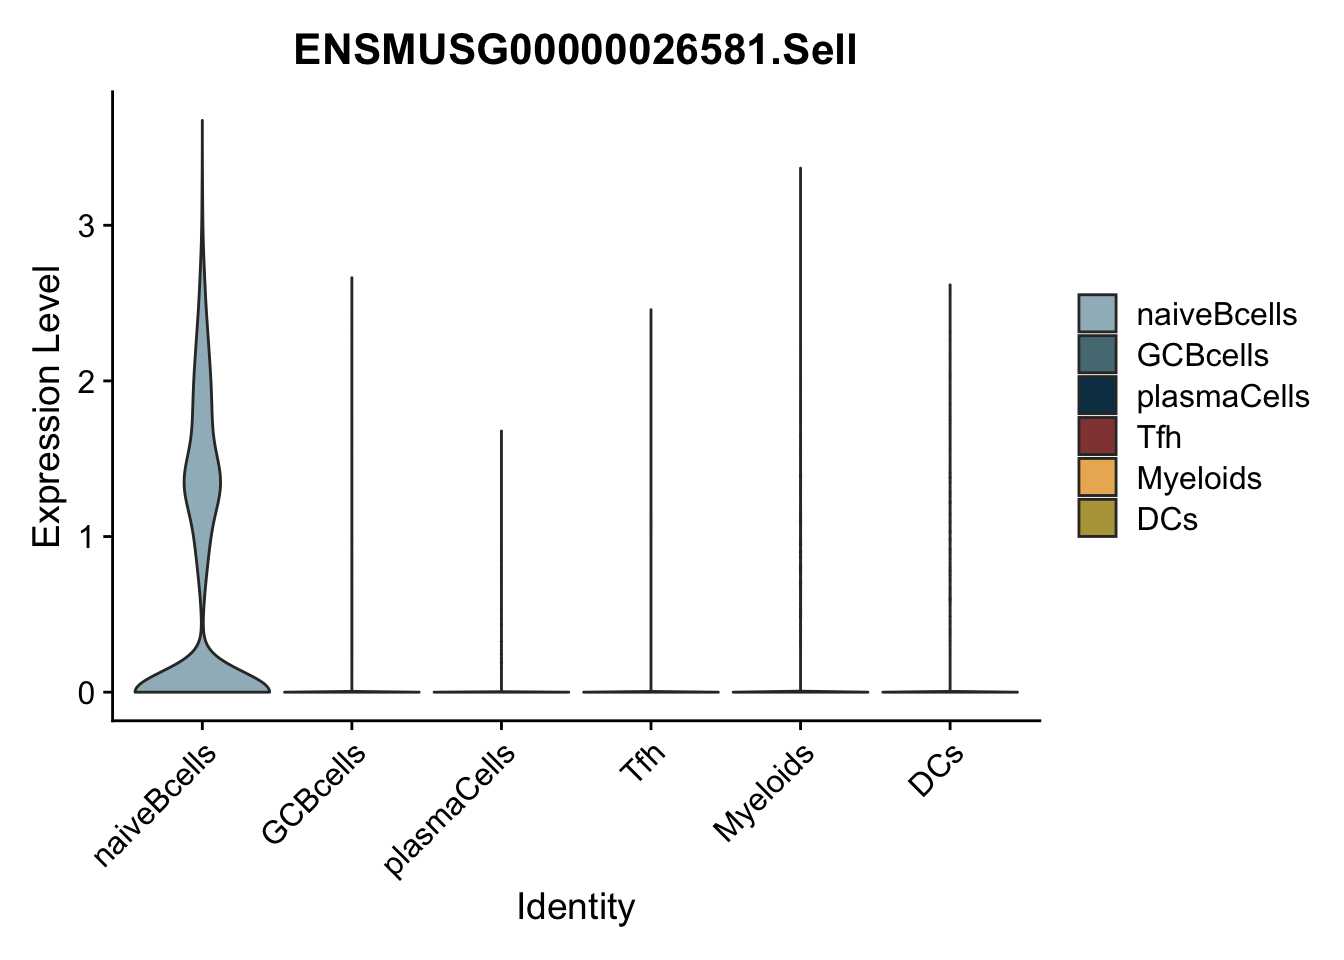 ENSMUSG00000026581.Sell
Expression Level
3
2
1
0
naiveBcells
GCBcells
plasmaCells
Tfh
Myeloids
DCs
Identity
naiveBcells
GCBcells
plasmaCells
Tfh
Myeloids
DCs